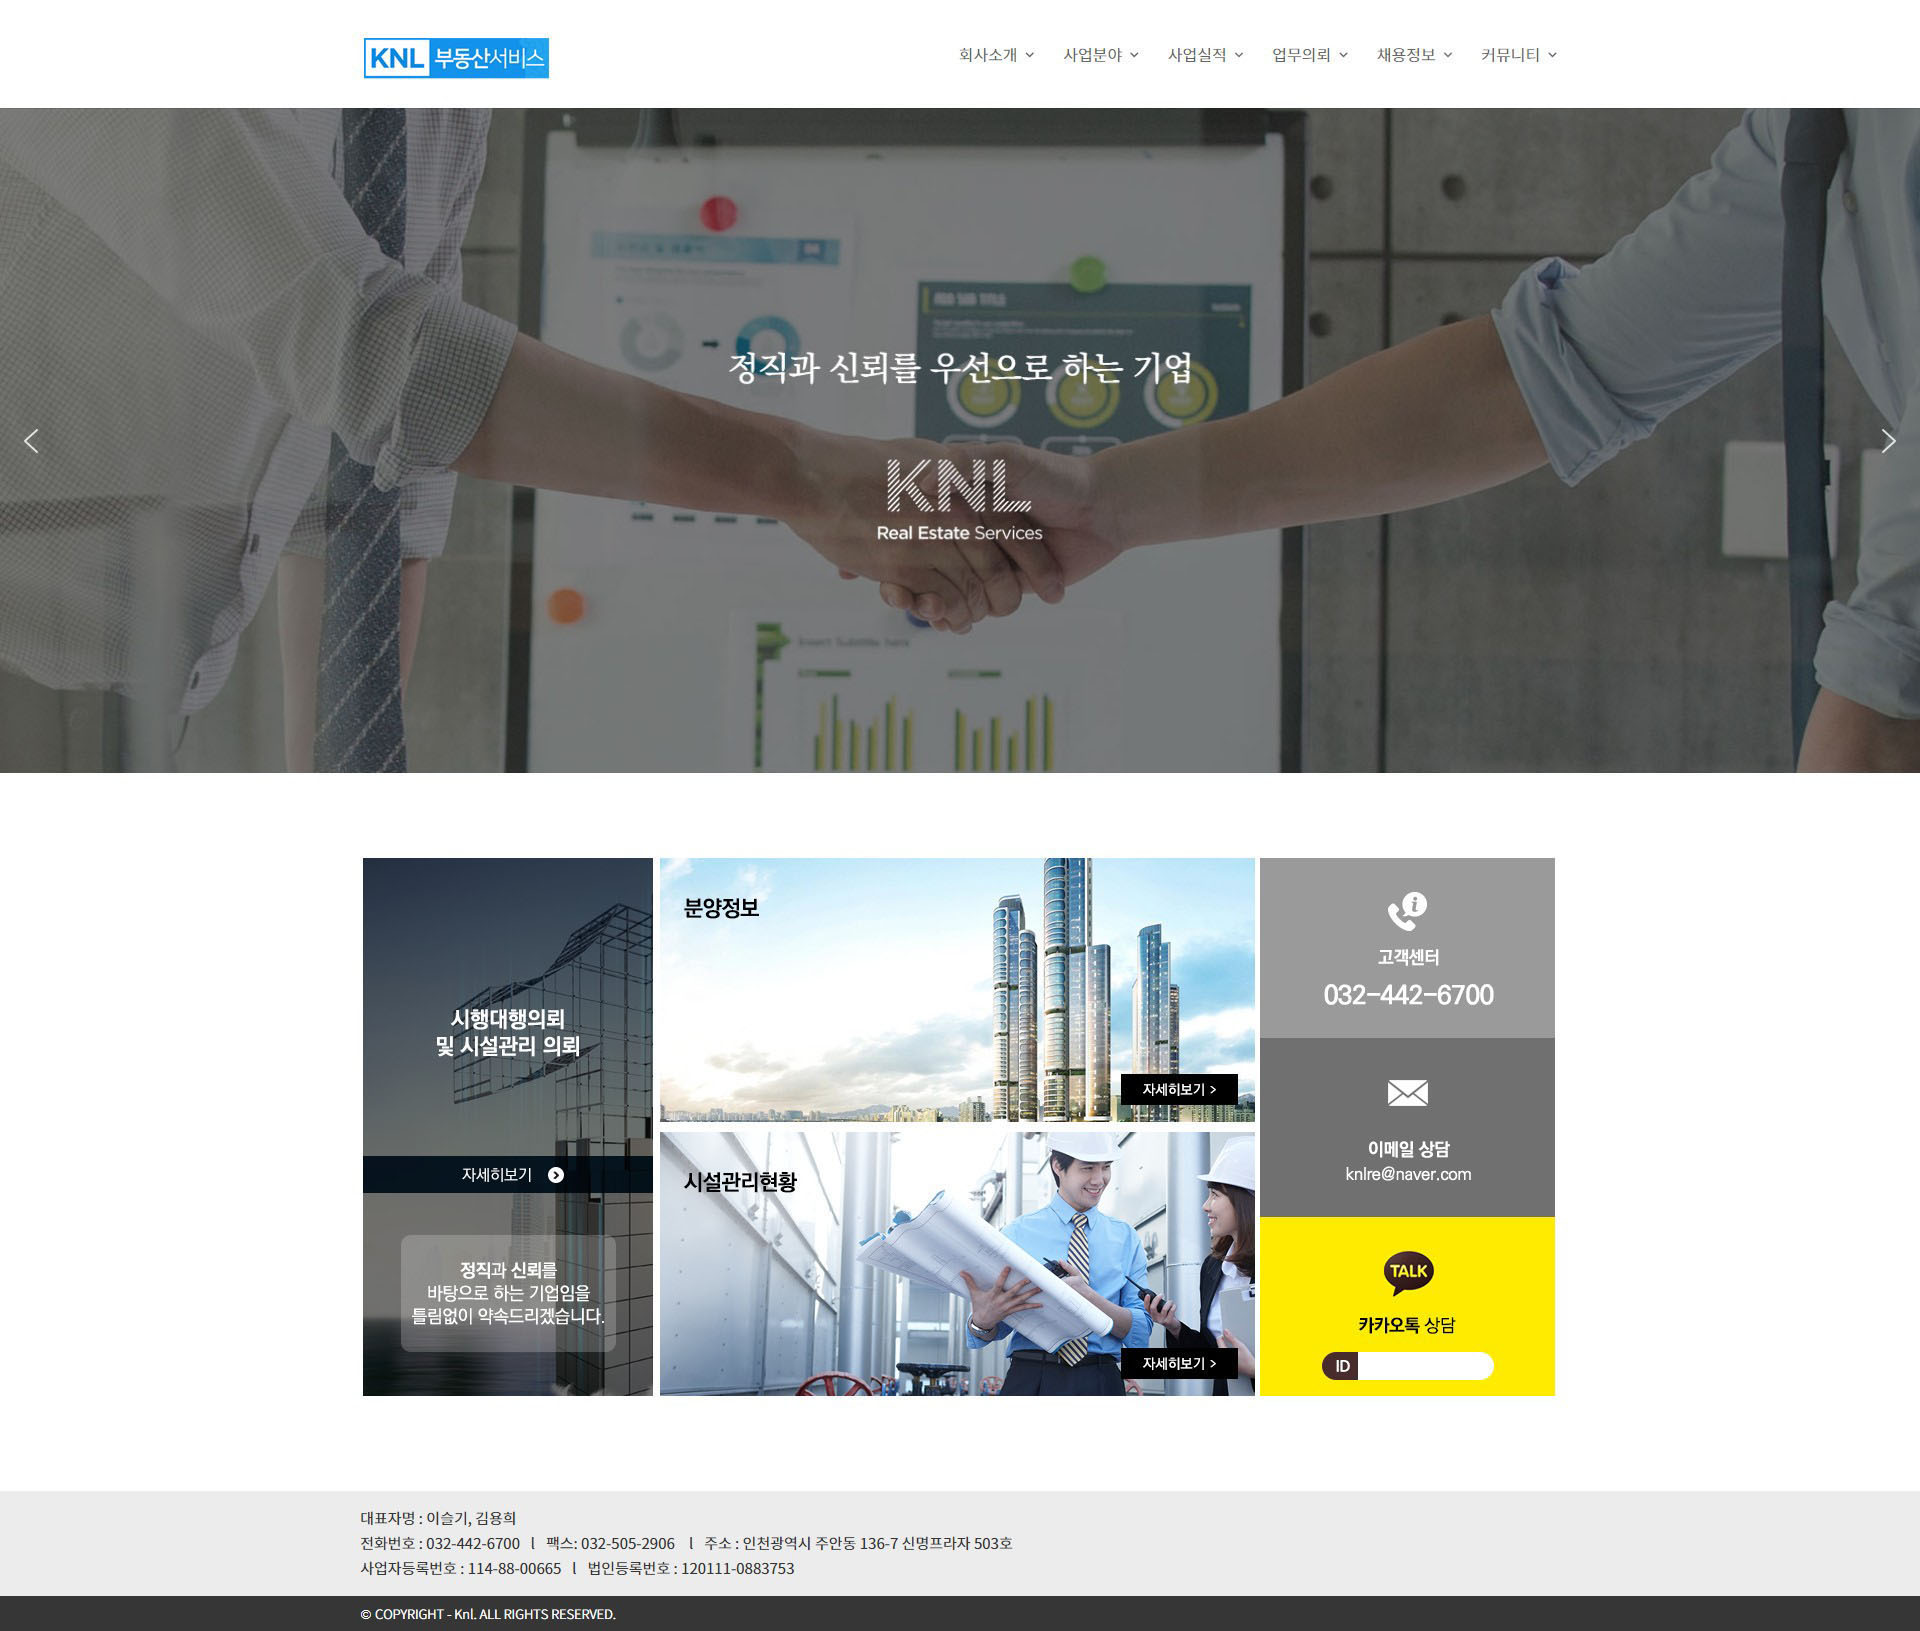 KNL 부동산서비스
회사소개 사업분야 사업실적 업무의뢰 채용정보 커뮤니티
정직과 신뢰를 우선으로 하는 기업
KNL
Real Estate Services
시행대행의뢰
및 시설관리 의뢰
자세히보기
정직과 신뢰를
바탕으로 하는 기업임을
틀림없이 약속드리겠습니다.
분양정보
자세히보기 >
시설관리현황
자세히보기 >
고객센터
032-442-6700
이메일 상담
knlre@naver.com
TALK
카카오톡 상담
ID
대표자명 : 이슬기, 김용희
전화번호 : 032-442-6700 l 팩스: 032-505-2906 l 주소 : 인천광역시 주안동 136-7 신명프라자 503호
사업자등록번호 : 114-88-00665 l 법인등록번호 : 120111-0883753
© COPYRIGHT - Knl. ALL RIGHTS RESERVED.